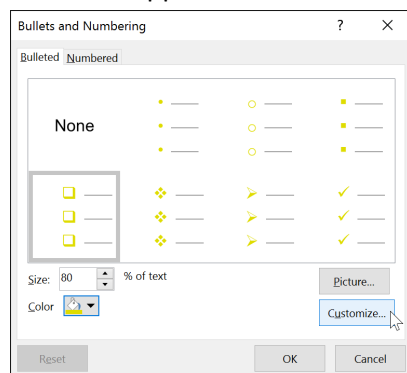 Bullets and Numbering ?
Bulleted Numbered
None
Size: 80 % of text
Picture...
Color
Customize...
Reset OK Cancel